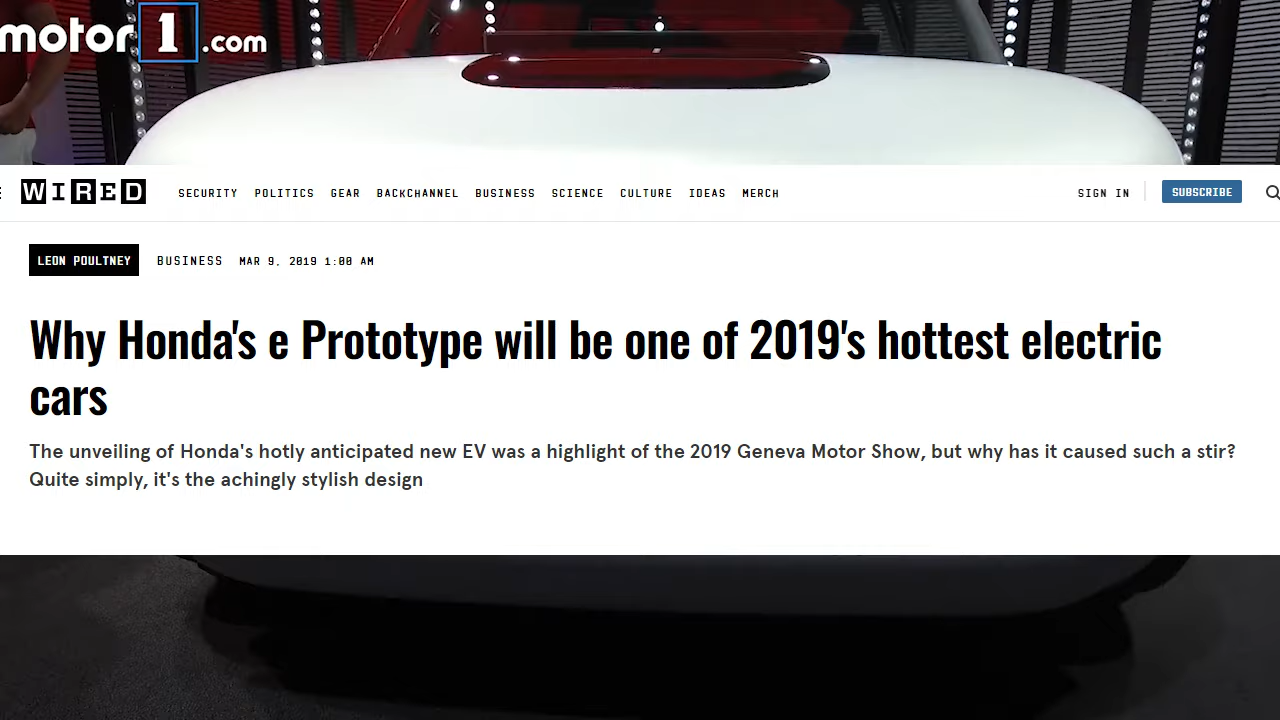 motor1.com
WIRED SECURITY POLITICS GEAR BACKCHANNEL BUSINESS SCIENCE CULTURE IDEAS MERCH SIGN IN SUBSCRIBE
LEON POULTNEY BUSINESS MAR 9, 2019 1:00 AM
Why Honda's e Prototype will be one of 2019's hottest electric
cars
The unveiling of Honda's hotly anticipated new EV was a highlight of the 2019 Geneva Motor Show, but why has it caused such a stir?
Quite simply, it's the achingly stylish design